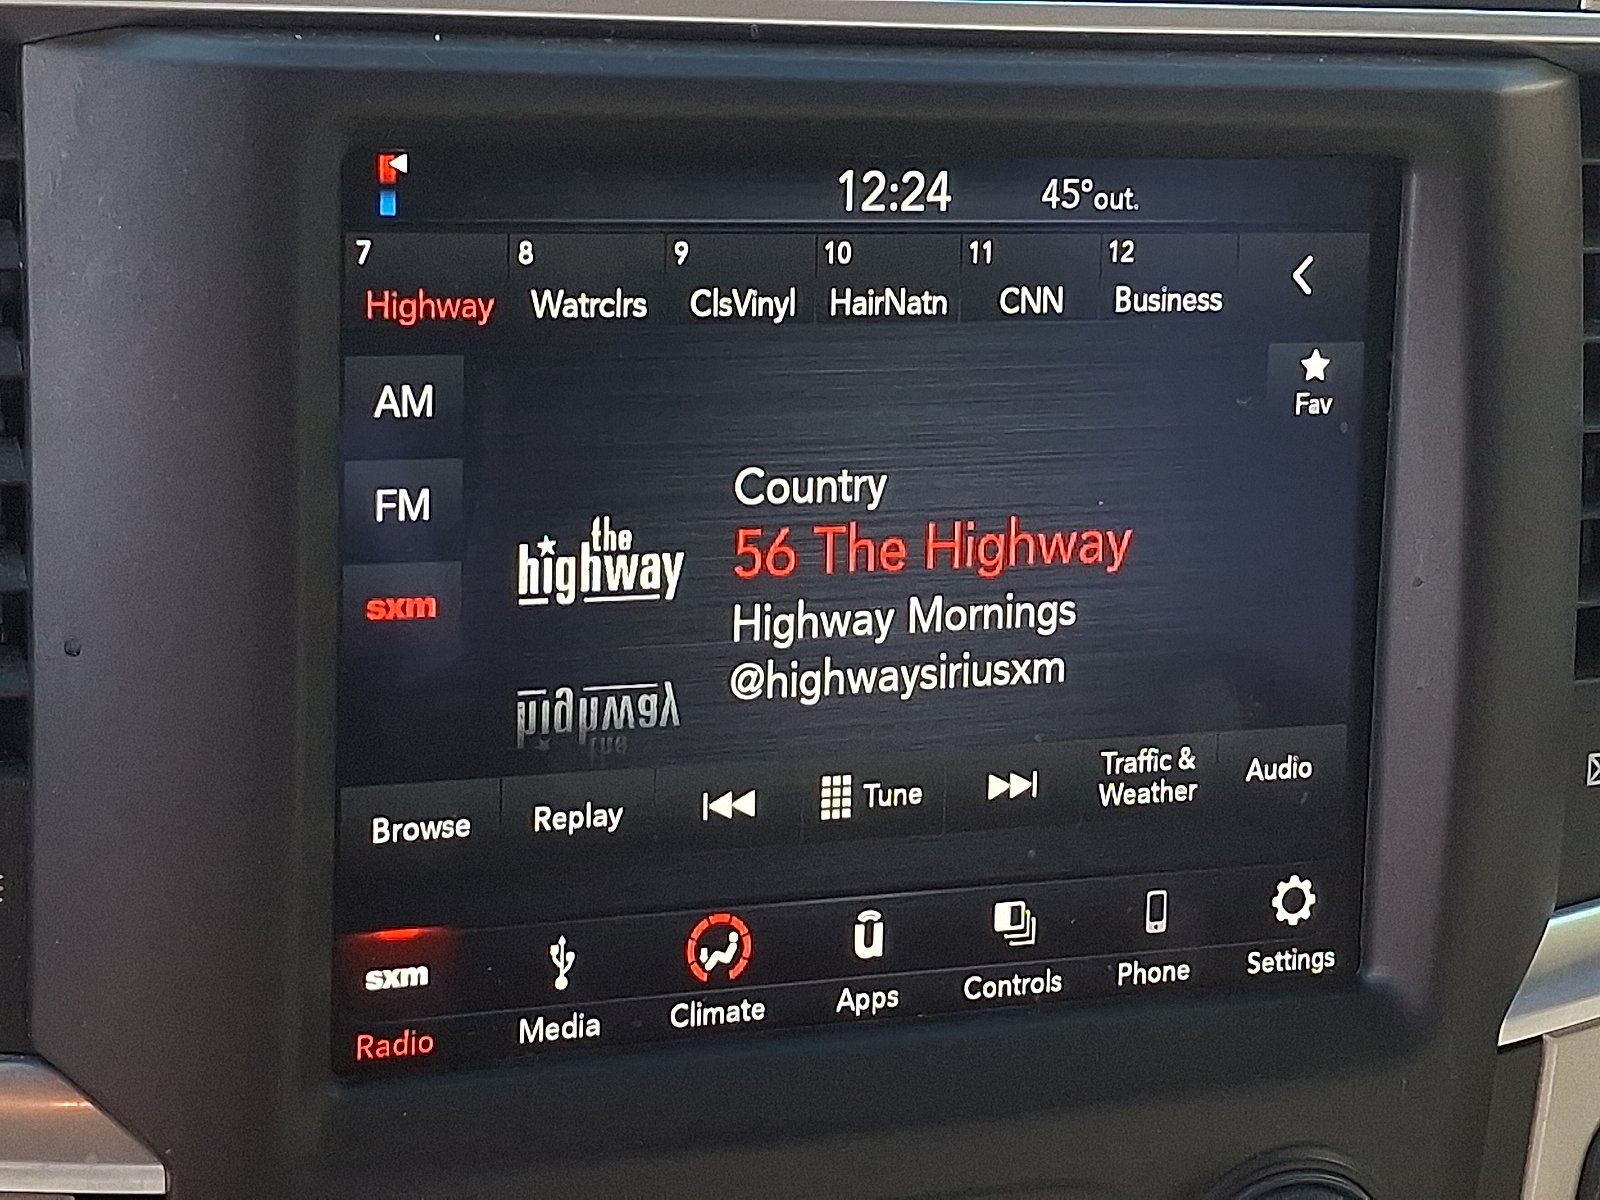 12:24 45°out.
7 8 9 10 11 12
Highway Watrclrs ClsVinyl HairNatn CNN Business
AM
Fav
FM
sxm
the
highway
Country
56 The Highway
Highway Mornings
@highwaysiriusxm
Browse Replay Tune Traffic & Weather Audio
sxm
Radio Media Climate Apps Controls Phone Settings